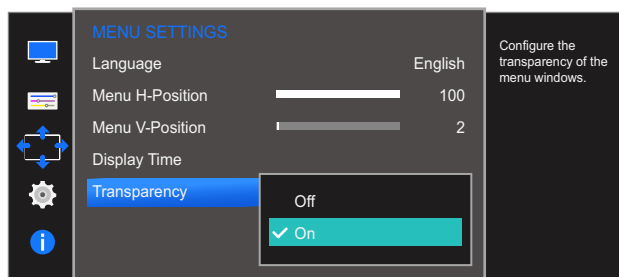 MENU SETTINGS
Language English
Menu H-Position 100
Menu V-Position 2
Display Time
Transparency
Off
On
Configure the
transparency of the
menu windows.